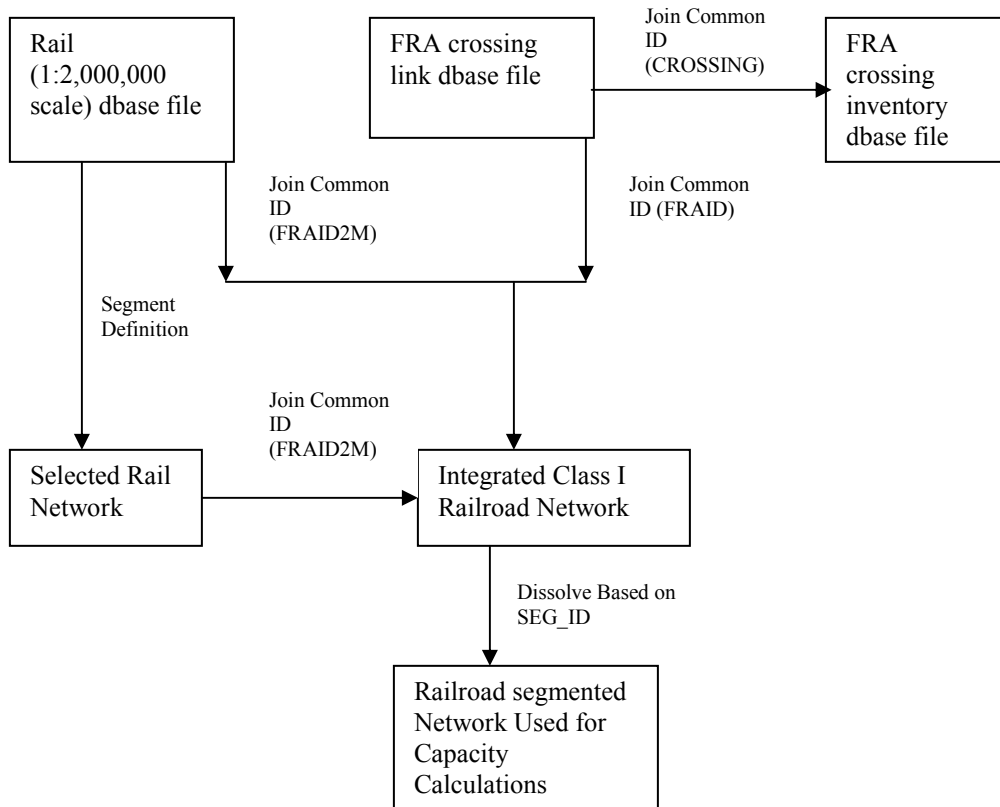 Rail
(1:2,000,000
scale) dbase file
FRA crossing
link dbase file
Join Common
ID
(CROSSING)
FRA
crossing
inventory
dbase file
Join Common
ID
(FRAID2M)
Join Common
ID (FRAID)
Segment
Definition
Join Common
ID
(FRAID2M)
Selected Rail
Network
Integrated Class I
Railroad Network
Dissolve Based on
SEG_ID
Railroad segmented
Network Used for
Capacity
Calculations